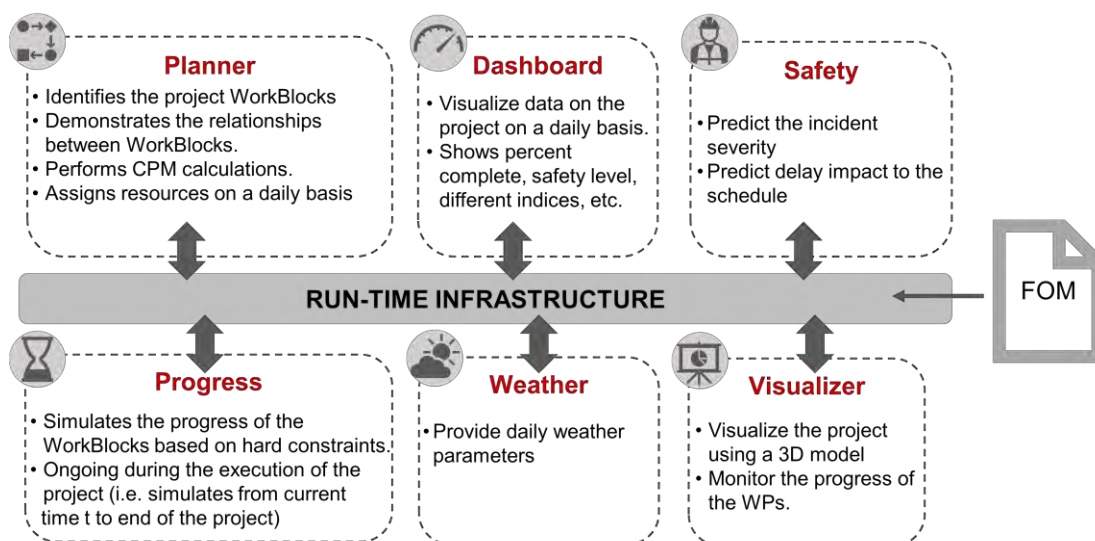 Planner
• Identifies the project WorkBlocks
• Demonstrates the relationships
between WorkBlocks.
• Performs CPM calculations.
• Assigns resources on a daily basis
Dashboard
• Visualize data on the
project on a daily basis.
• Shows percent
complete, safety level,
different indices, etc.
Safety
• Predict the incident
severity
• Predict delay impact to the
schedule
RUN-TIME INFRASTRUCTURE
FOM
Progress
• Simulates the progress of the
WorkBlocks based on hard constraints.
• Ongoing during the execution of the
project (i.e. simulates from current
time t to end of the project)
Weather
• Provide daily weather
parameters
Visualizer
• Visualize the project
using a 3D model
• Monitor the progress of
the WPs.